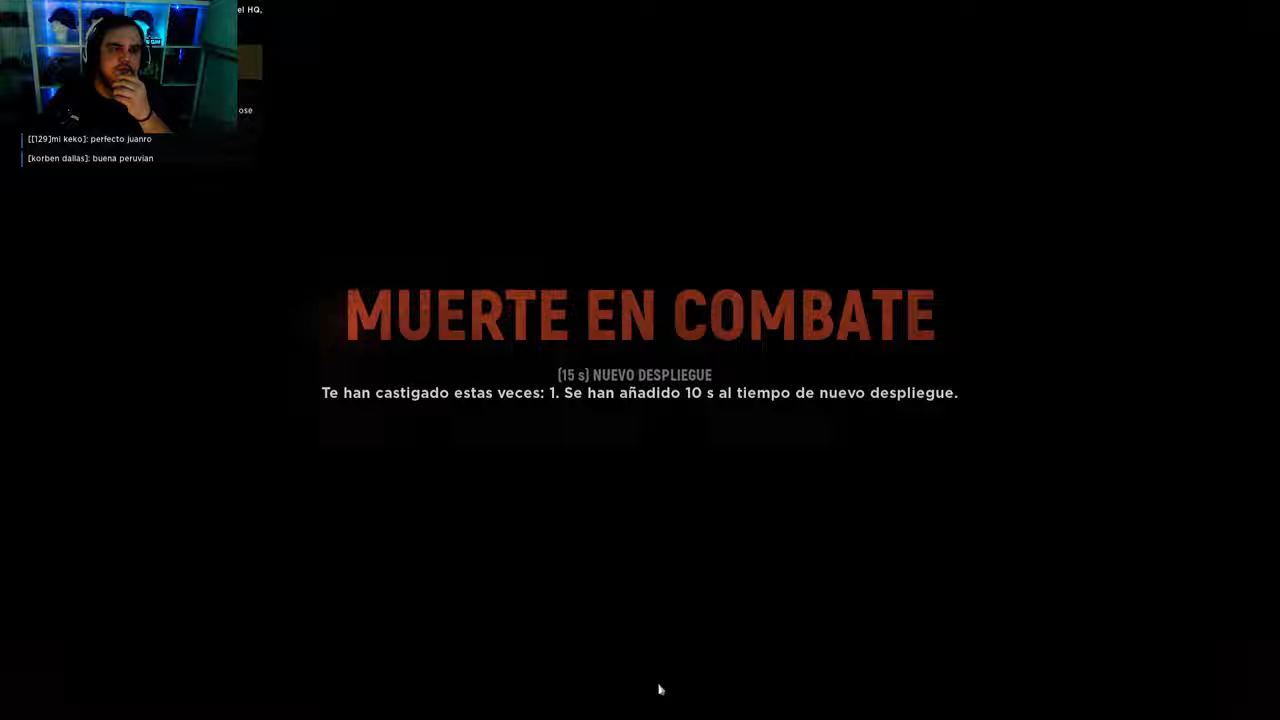 el HQ,
ose
[[129]mi keko]: perfecto juanro
[korben dallas]: buena peruvian
MUERTE EN COMBATE
(15 s) NUEVO DESPLIEGUE
Te han castigado estas veces: 1. Se han añadido 10 s al tiempo de nuevo despliegue.